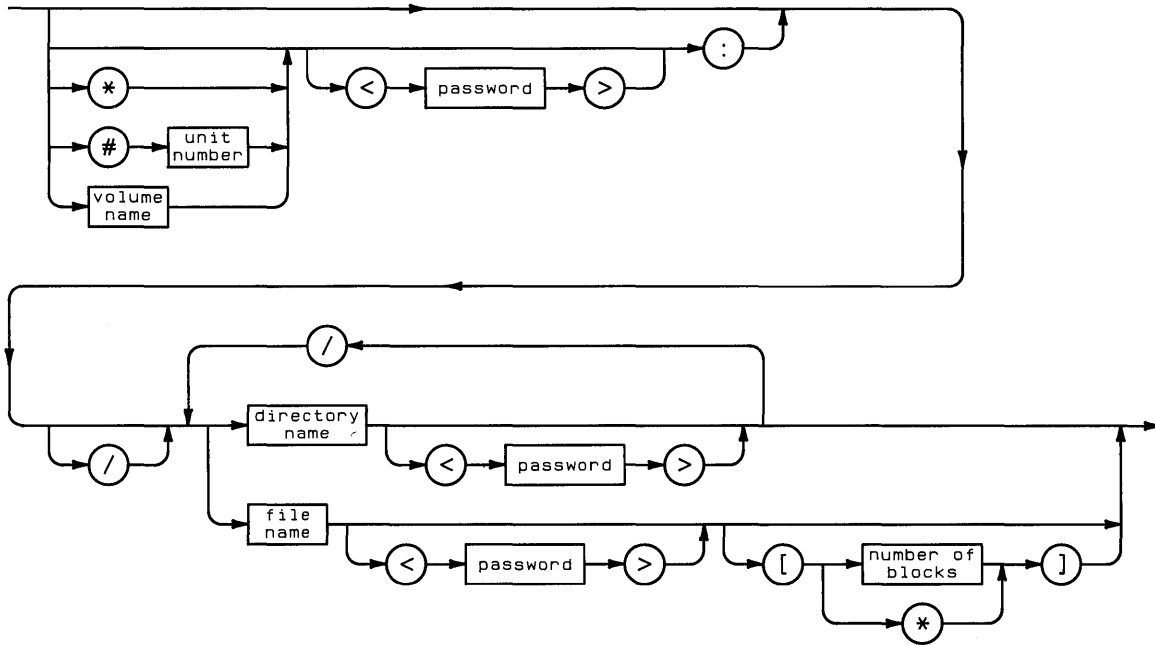 :
*
< password >
# unit
number
volume
name
/
directory
name
/
< password >
file
name
< password >
[ number of
blocks ]
*